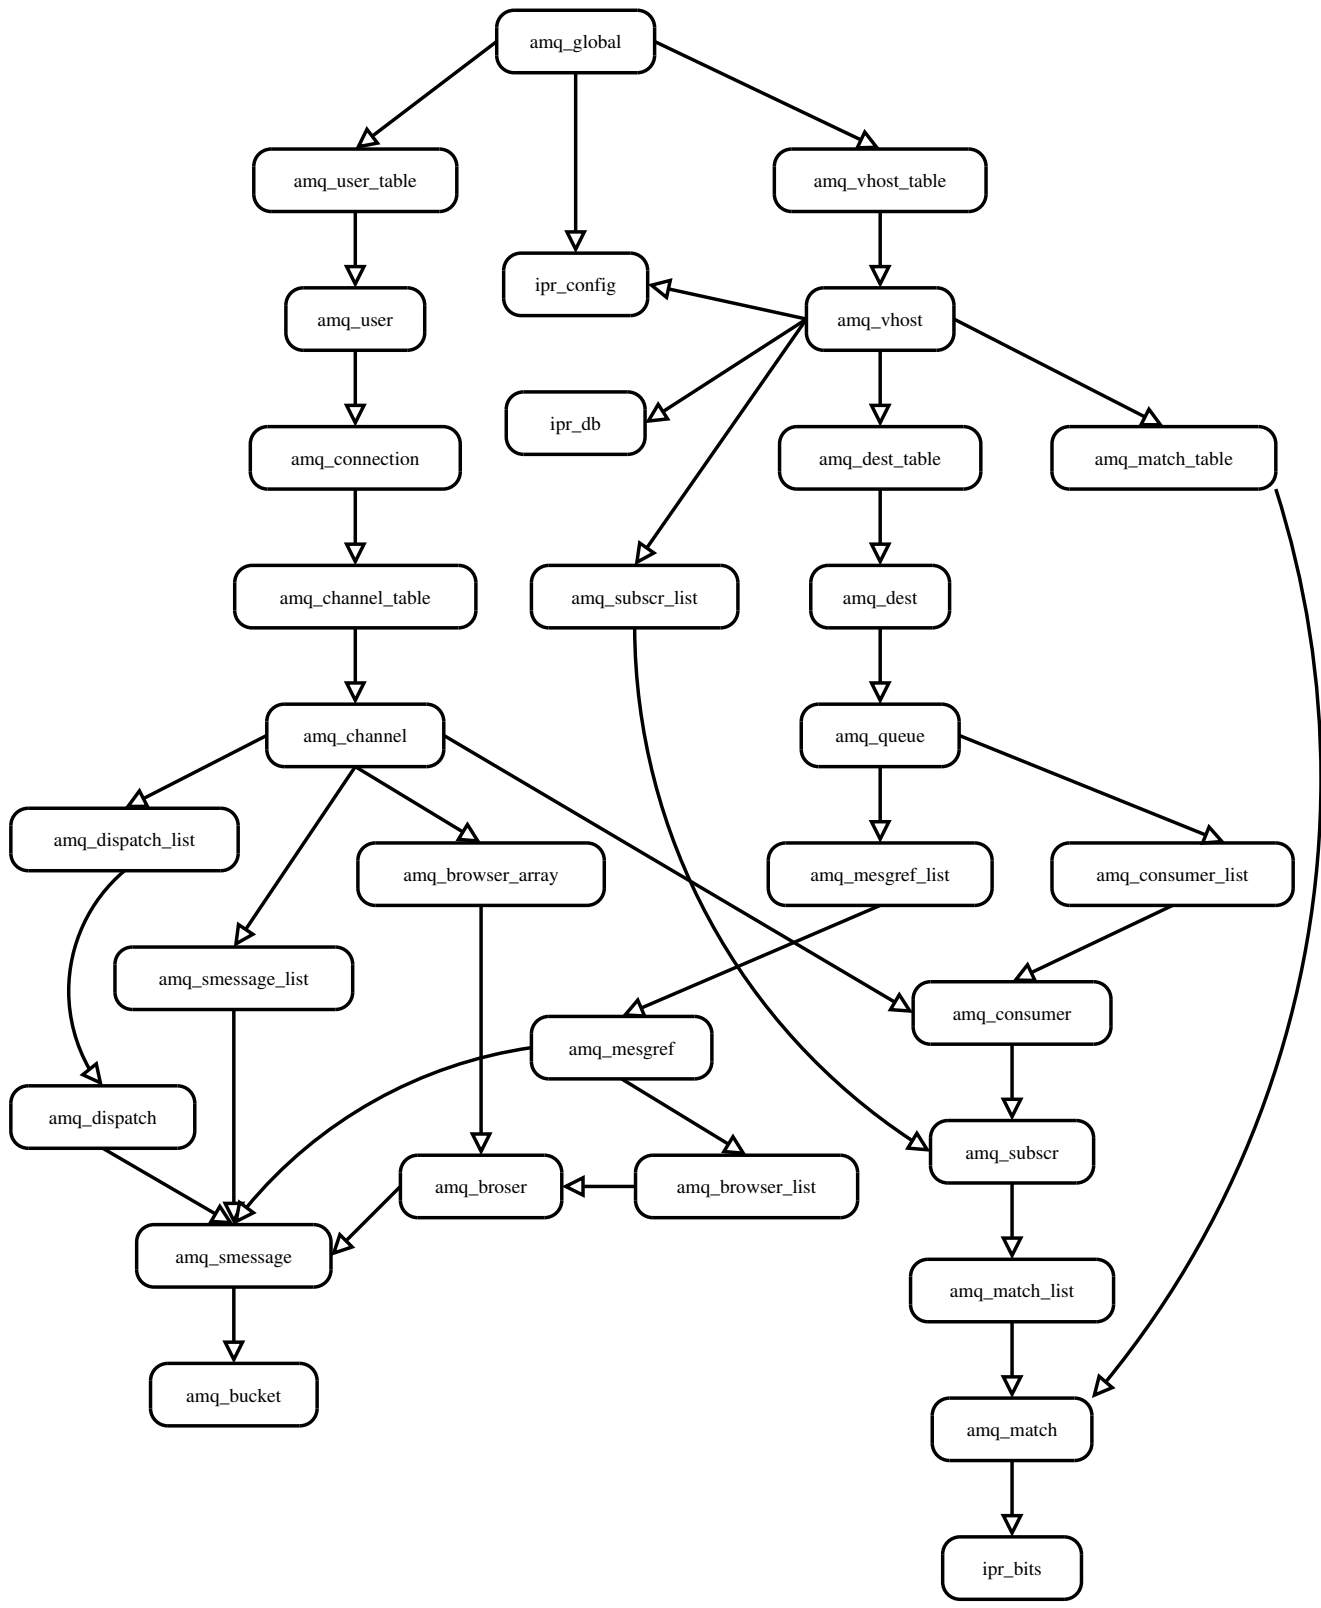 amq_global
amq_user_table
amq_vhost_table
ipr_config
amq_user
amq_vhost
ipr_db
amq_connection
amq_dest_table
amq_match_table
amq_channel_table
amq_subscr_list
amq_dest
amq_channel
amq_queue
amq_dispatch_list
amq_browser_array
amq_mesgref_list
amq_consumer_list
amq_smessage_list
amq_consumer
amq_mesgref
amq_dispatch
amq_subscr
amq_broser
amq_browser_list
amq_smessage
amq_match_list
amq_bucket
amq_match
ipr_bits